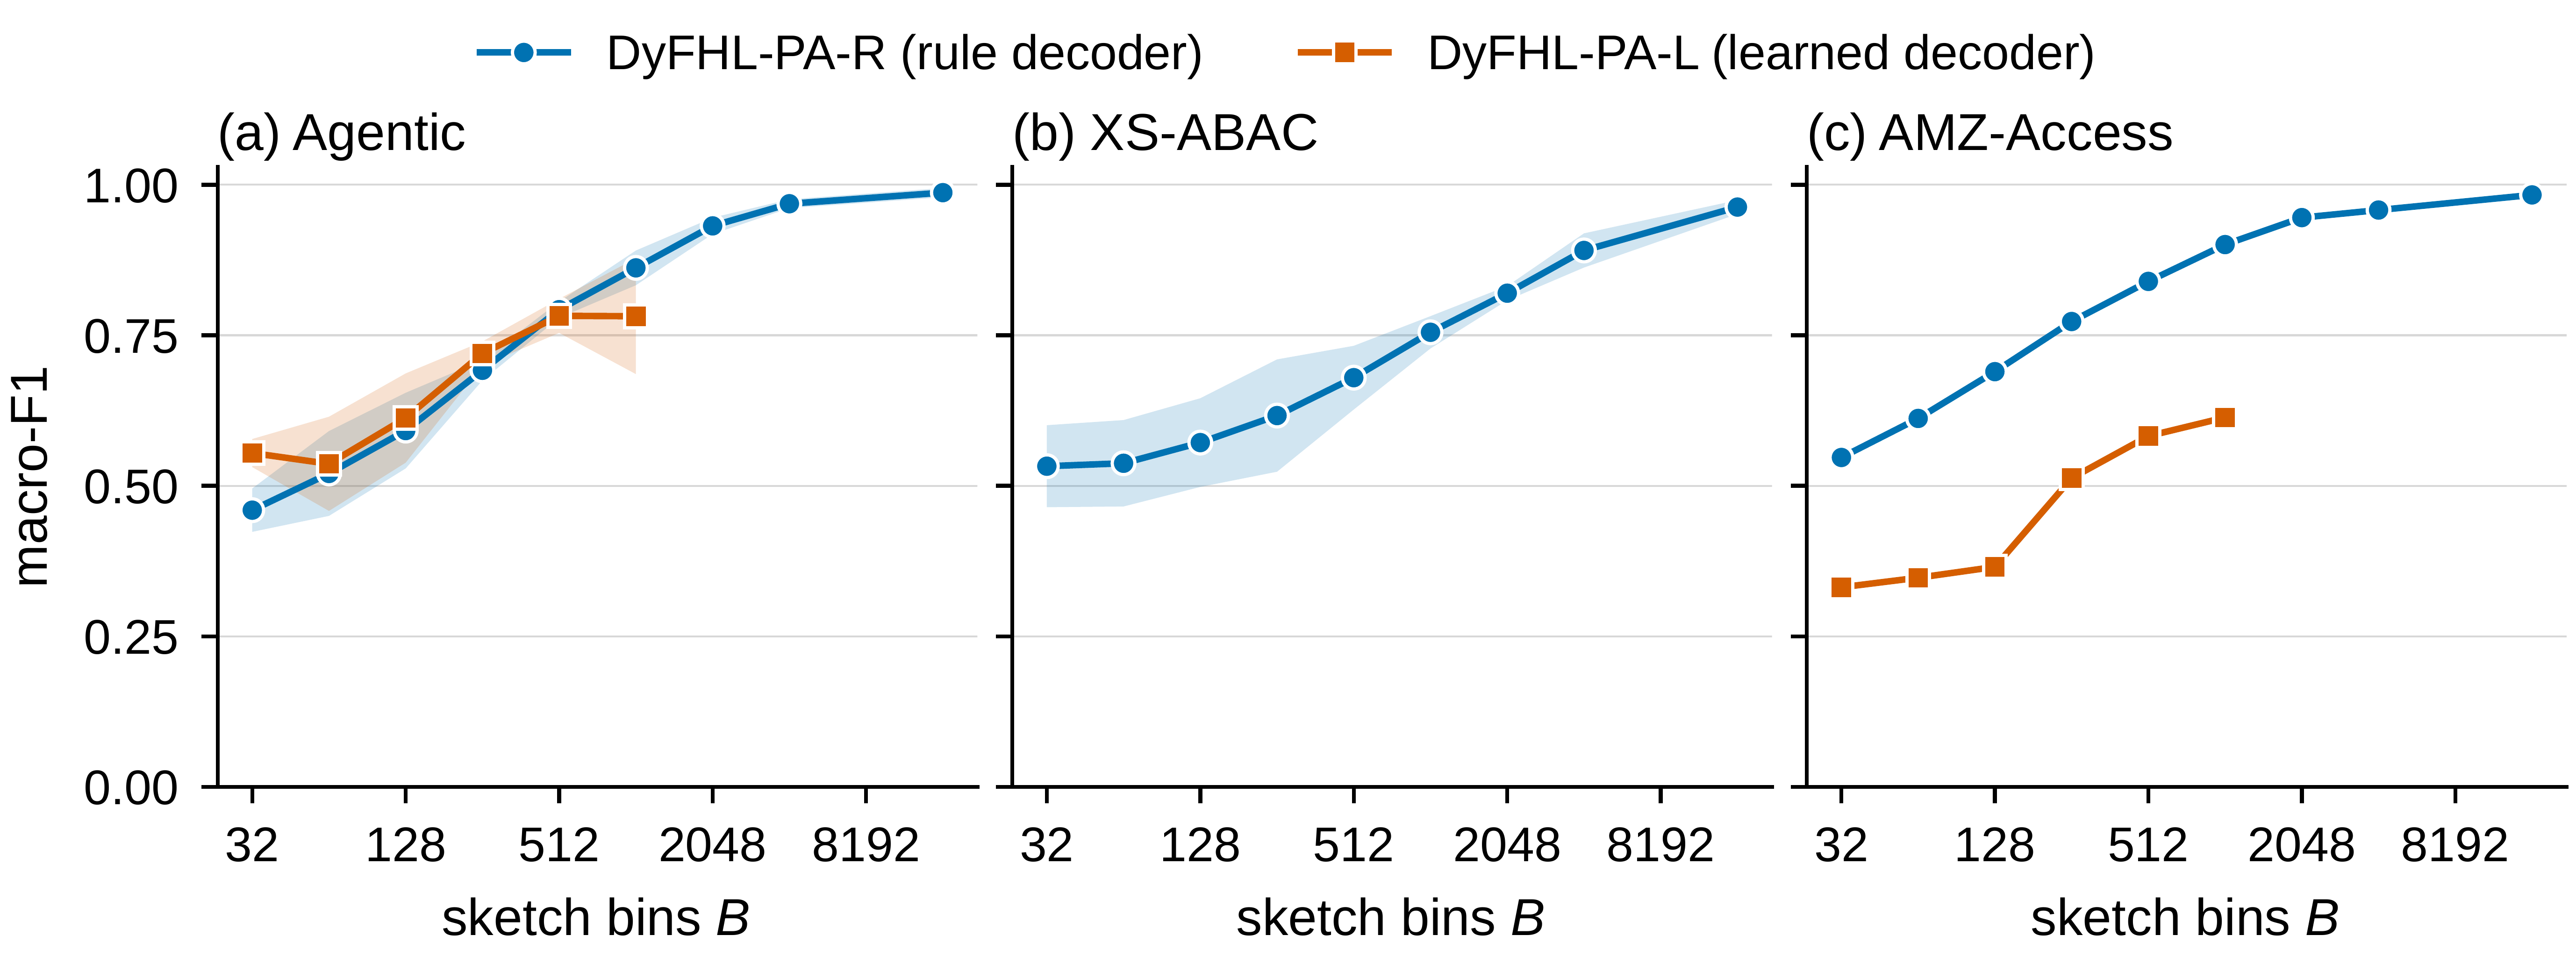 DyFHL-PA-R (rule decoder) DyFHL-PA-L (learned decoder)
(a) Agentic (b) XS-ABAC (c) AMZ-Access
1.00
0.75
0.50
0.25
0.00
macro-F1
32 128 512 2048 8192 32 128 512 2048 8192 32 128 512 2048 8192
sketch bins B sketch bins B sketch bins B